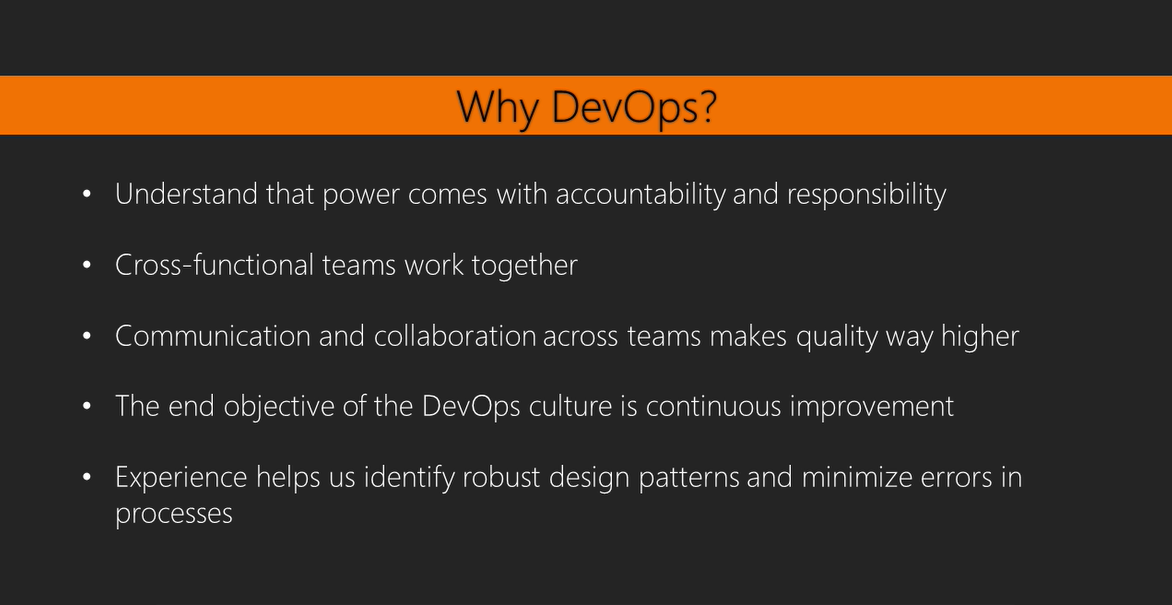 Why DevOps?
• Understand that power comes with accountability and responsibility
• Cross-functional teams work together
• Communication and collaboration across teams makes quality way higher
• The end objective of the DevOps culture is continuous improvement
• Experience helps us identify robust design patterns and minimize errors in
processes